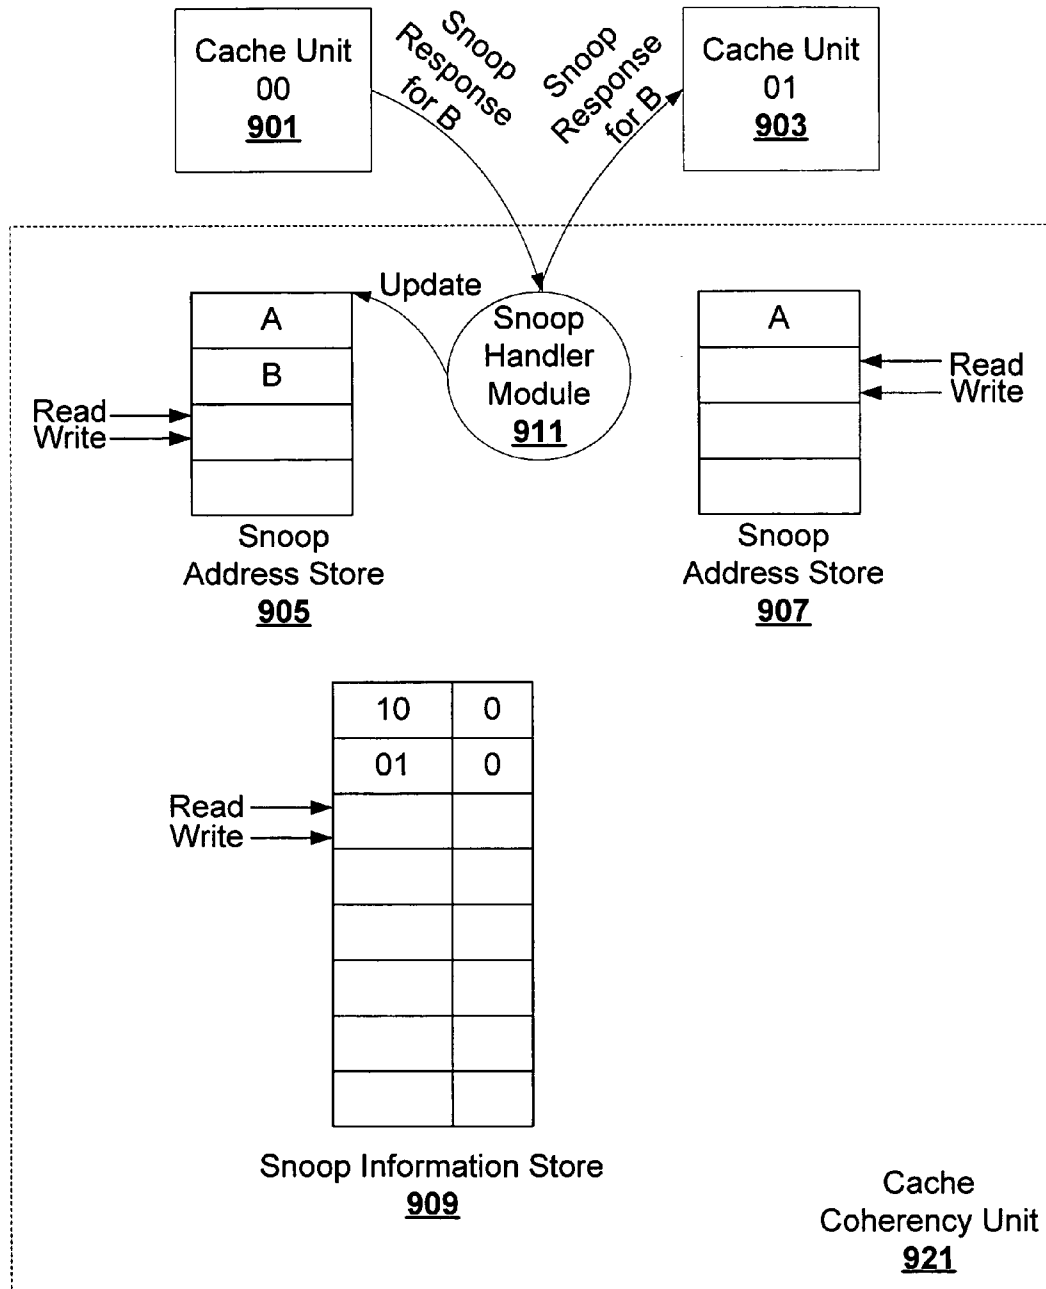 Cache Unit
00
901
Snoop
Response
for B
Snoop
Response
for B
Cache Unit
01
903
Update
A
B
Read
Write
Snoop
Address Store
905
Snoop
Handler
Module
911
A
Read
Write
Snoop
Address Store
907
10 0
01 0
Read
Write
Snoop Information Store
909
Cache
Coherency Unit
921